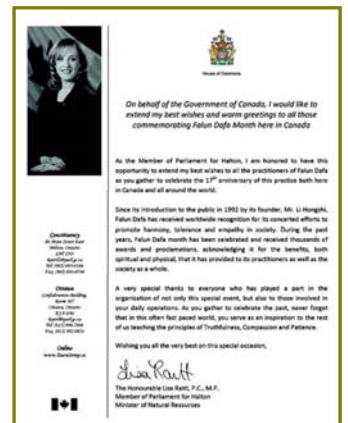 House of Commons
On behalf of the Government of Canada, I would like to
extend my best wishes and warm greetings to all those
commemorating Falun Dafa Month here in Canada
As the Member of Parliament for Halton, I am honored to have this
opportunity to extend my best wishes to all the practitioners of Falun Dafa
as you gather to celebrate the 17th anniversary of this practice both here
in Canada and all around the world.
Since its introduction to the public in 1992 by its founder, Mr. Li Hongzhi,
Falun Dafa has received worldwide recognition for its concerted efforts to
promote harmony, tolerance and empathy in society. During the past
years, Falun Dafa month has been celebrated and received thousands of
awards and proclamations, acknowledging it for the benefits, both
spiritual and physical, that it has provided to its practitioners as well as the
society as a whole.
A very special thanks to everyone who has played a part in the
organization of not only this special event, but also to those involved in
your daily operations. As you gather to celebrate the past, never forget
that in this often fast paced world, you serve as an inspiration to the rest
of us teaching the principles of Truthfulness, Compassion and Patience.
Wishing you all the very best on this special occasion,
Lisa Raitt
The Honourable Lisa Raitt, P.C., M.P.
Member of Parliament for Halton
Minister of Natural Resources
Constituency
Milton, Ontario
Ottawa
Confederation Building
Ottawa, Ontario
Online